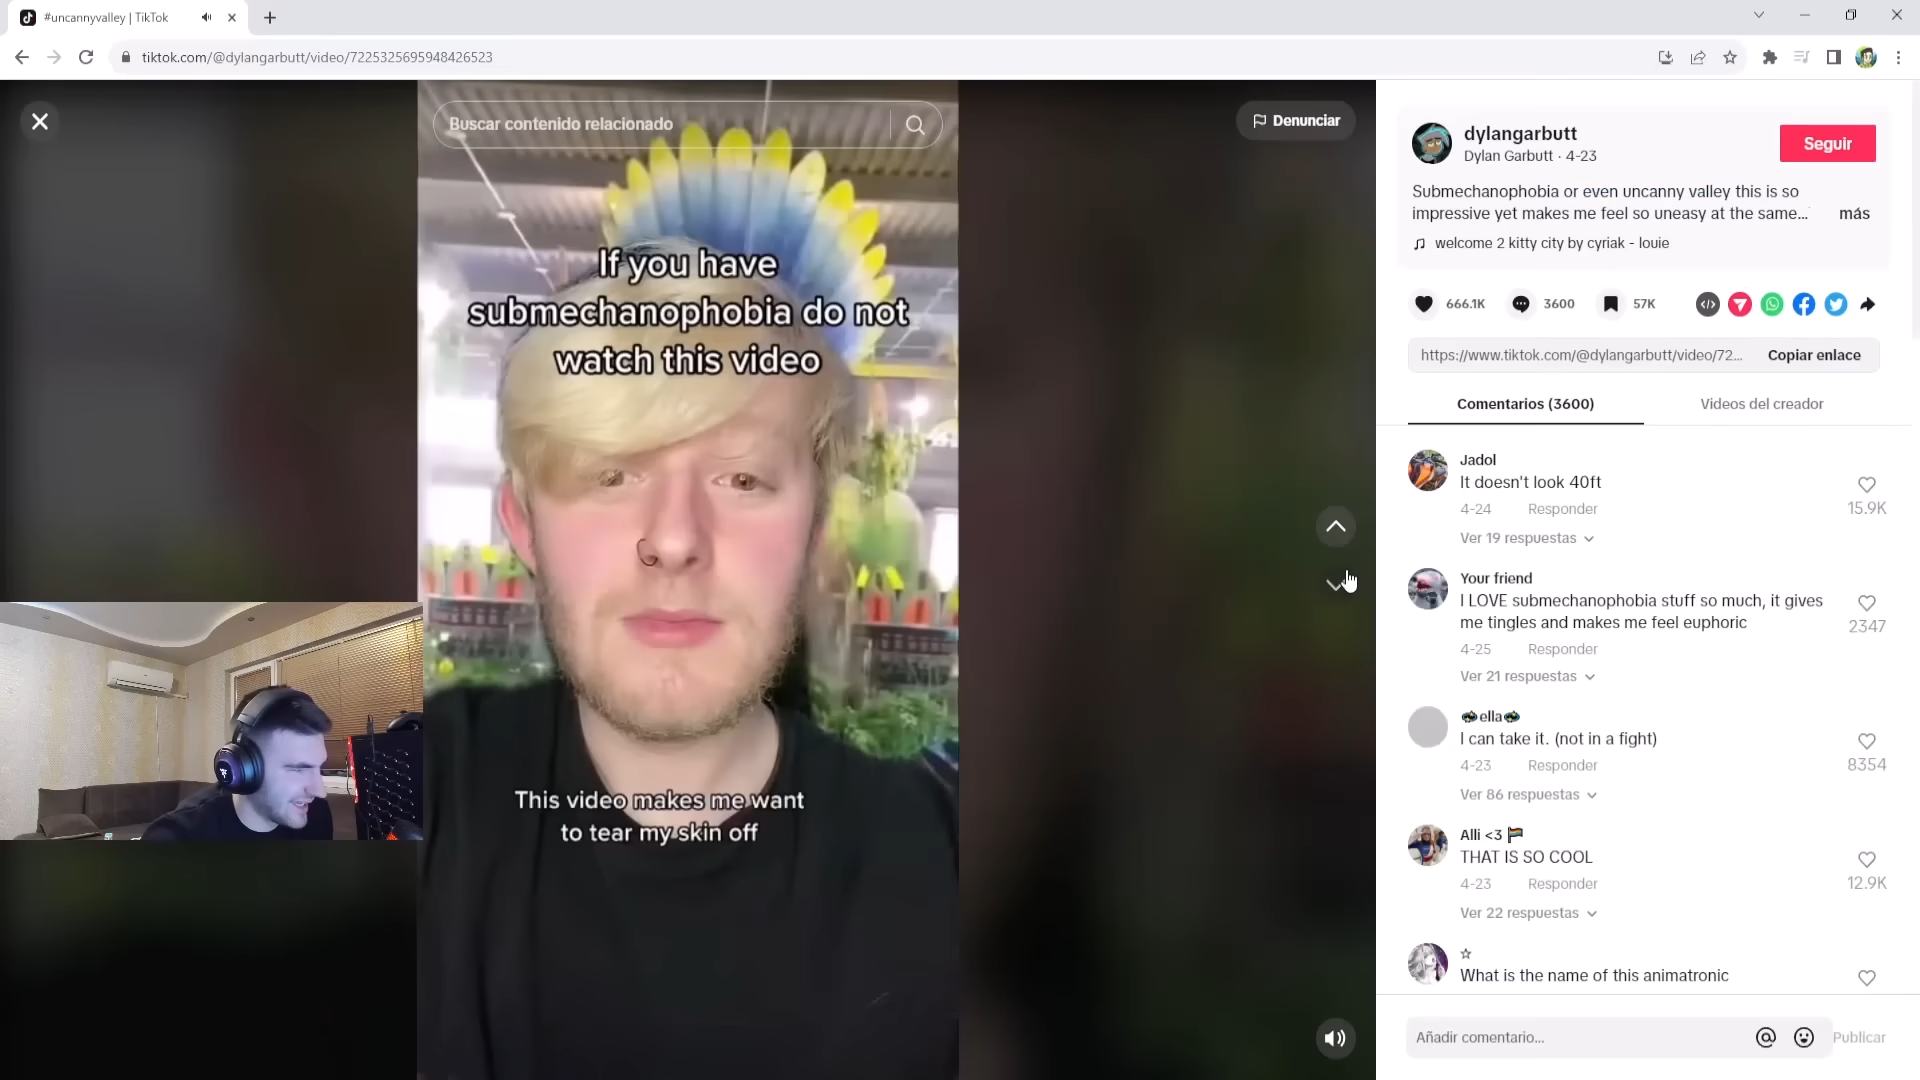 #uncannyvalley | TikTok
tiktok.com/@dylangarbutt/video/7225325695948426523
Buscar contenido relacionado
Denunciar
If you have
submechanophobia do not
watch this video
This video makes me want
to tear my skin off
dylangarbutt
Dylan Garbutt · 4-23
Seguir
Submechanophobia or even uncanny valley this is so
impressive yet makes me feel so uneasy at the same...
más
welcome 2 kitty city by cyriak - louie
666.1K
3600
57K
https://www.tiktok.com/@dylangarbutt/video/72...
Copiar enlace
Comentarios (3600)
Videos del creador
Jadol
It doesn't look 40ft
4-24 Responder
15.9K
Ver 19 respuestas
Your friend
I LOVE submechanophobia stuff so much, it gives
me tingles and makes me feel euphoric
2347
4-25 Responder
Ver 21 respuestas
ella
I can take it. (not in a fight)
4-23 Responder
8354
Ver 86 respuestas
Alli <3 🏳️‍🌈
THAT IS SO COOL
4-23 Responder
12.9K
Ver 22 respuestas
☆
What is the name of this animatronic
Añadir comentario...
Publicar